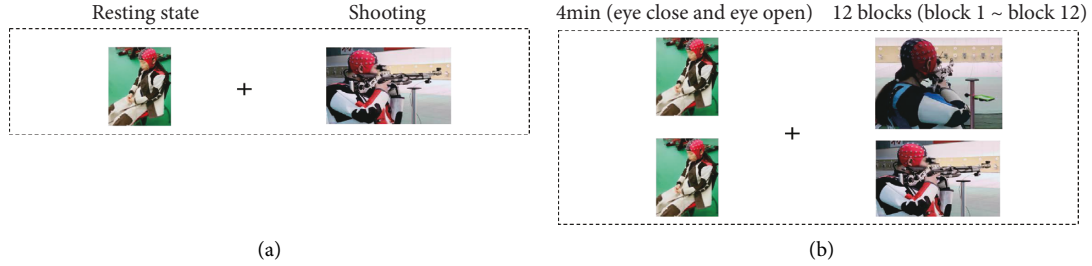 Resting state
Shooting
+
(a)
4min (eye close and eye open)
12 blocks (block 1 ~ block 12)
+
(b)